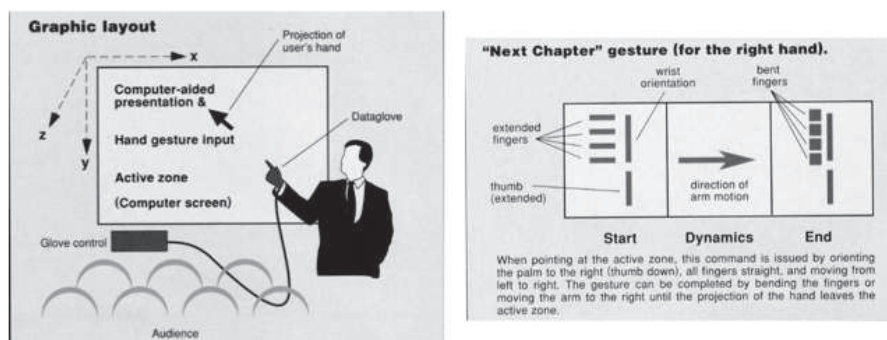 Graphic layout
Projection of
user's hand
x
Computer-aided
presentation &
Dataglove
z
y
Hand gesture input
Active zone
(Computer screen)
Glove control
Audience
"Next Chapter" gesture (for the right hand).
wrist
orientation
bent
fingers
extended
fingers
thumb
(extended)
direction of
arm motion
Start
Dynamics
End
When pointing at the active zone, this command is issued by orienting
the palm to the right (thumb down), all fingers straight, and moving from
left to right. The gesture can be completed by bending the fingers or
moving the arm to the right until the projection of the hand leaves the
active zone.